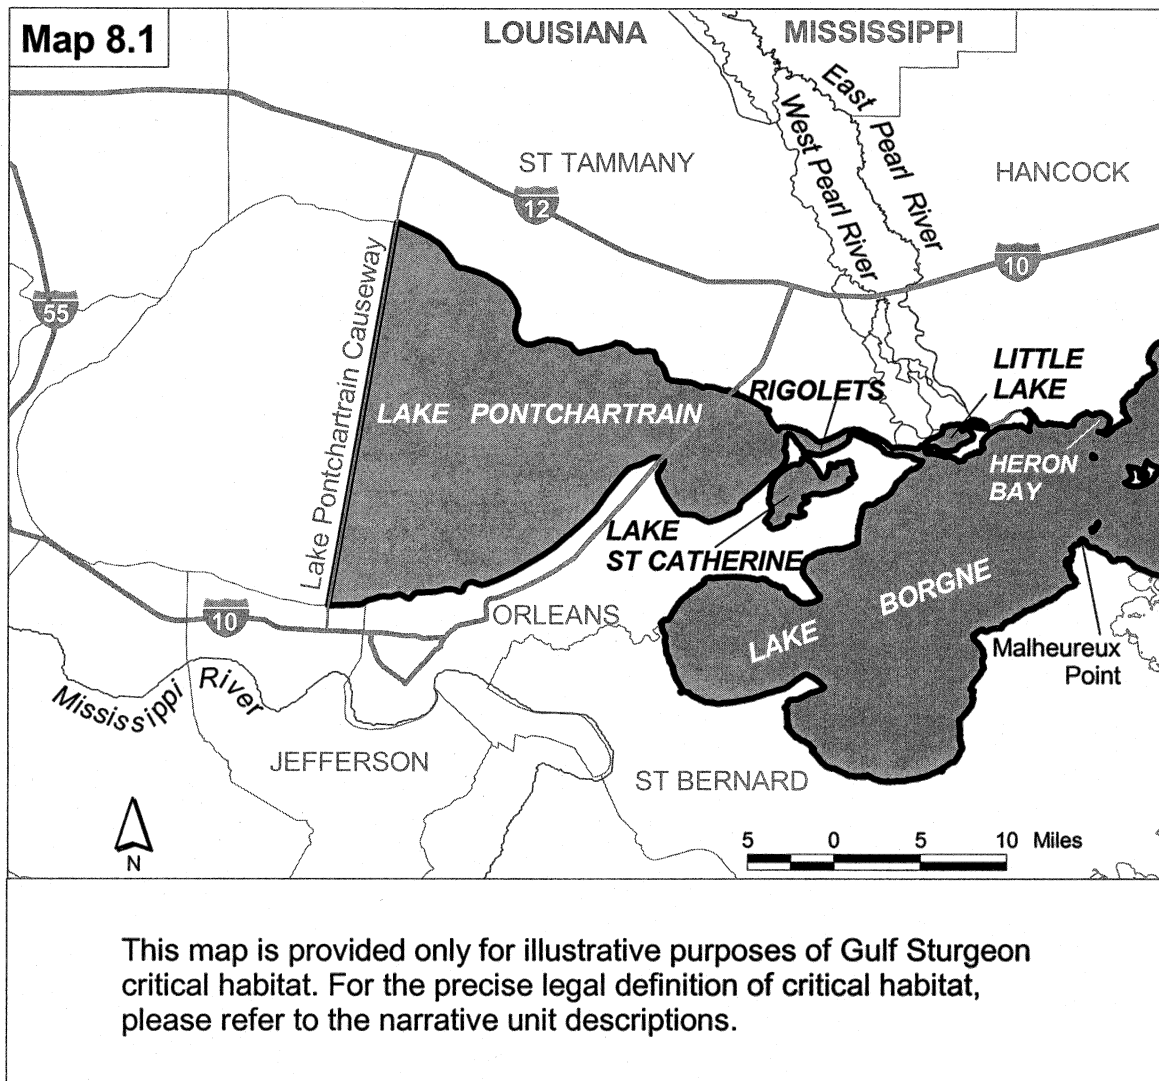 Map 8.1
LOUISIANA
MISSISSIPPI
East Pearl River
West Pearl River
ST TAMMANY
HANCOCK
12
10
55
Lake Pontchartrain Causeway
LITTLE
LAKE
RIGOLETS
LAKE PONTCHARTRAIN
HERON
BAY
LAKE
ST CATHERINE
LAKE BORGNE
ORLEANS
10
Malheureux
Point
Mississippi River
JEFFERSON
ST BERNARD
N
5 0 5 10 Miles
This map is provided only for illustrative purposes of Gulf Sturgeon
critical habitat. For the precise legal definition of critical habitat,
please refer to the narrative unit descriptions.